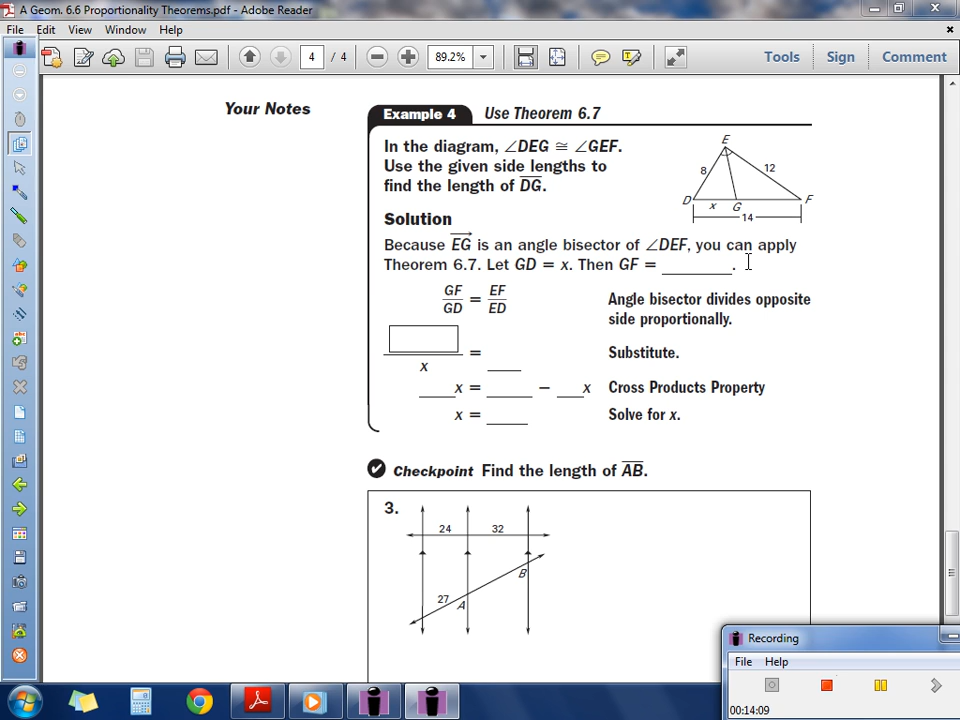 A Geom. 6.6 Proportionality Theorems.pdf - Adobe Reader
File Edit View Window Help
4 / 4 89.2% Tools Sign Comment
Your Notes
Example 4 Use Theorem 6.7
In the diagram, ∠DEG ≅ ∠GEF.
Use the given side lengths to
find the length of DG.
E
8 12
D x G F
14
Solution
Because EG is an angle bisector of ∠DEF, you can apply
Theorem 6.7. Let GD = x. Then GF = ________.
GF/GD = EF/ED Angle bisector divides opposite
side proportionally.
= ____ Substitute.
x
____x = ____ − ___x Cross Products Property
x = ____ Solve for x.
Checkpoint Find the length of AB.
3.
24 32
B
27 A
Recording
File Help
00:14:09